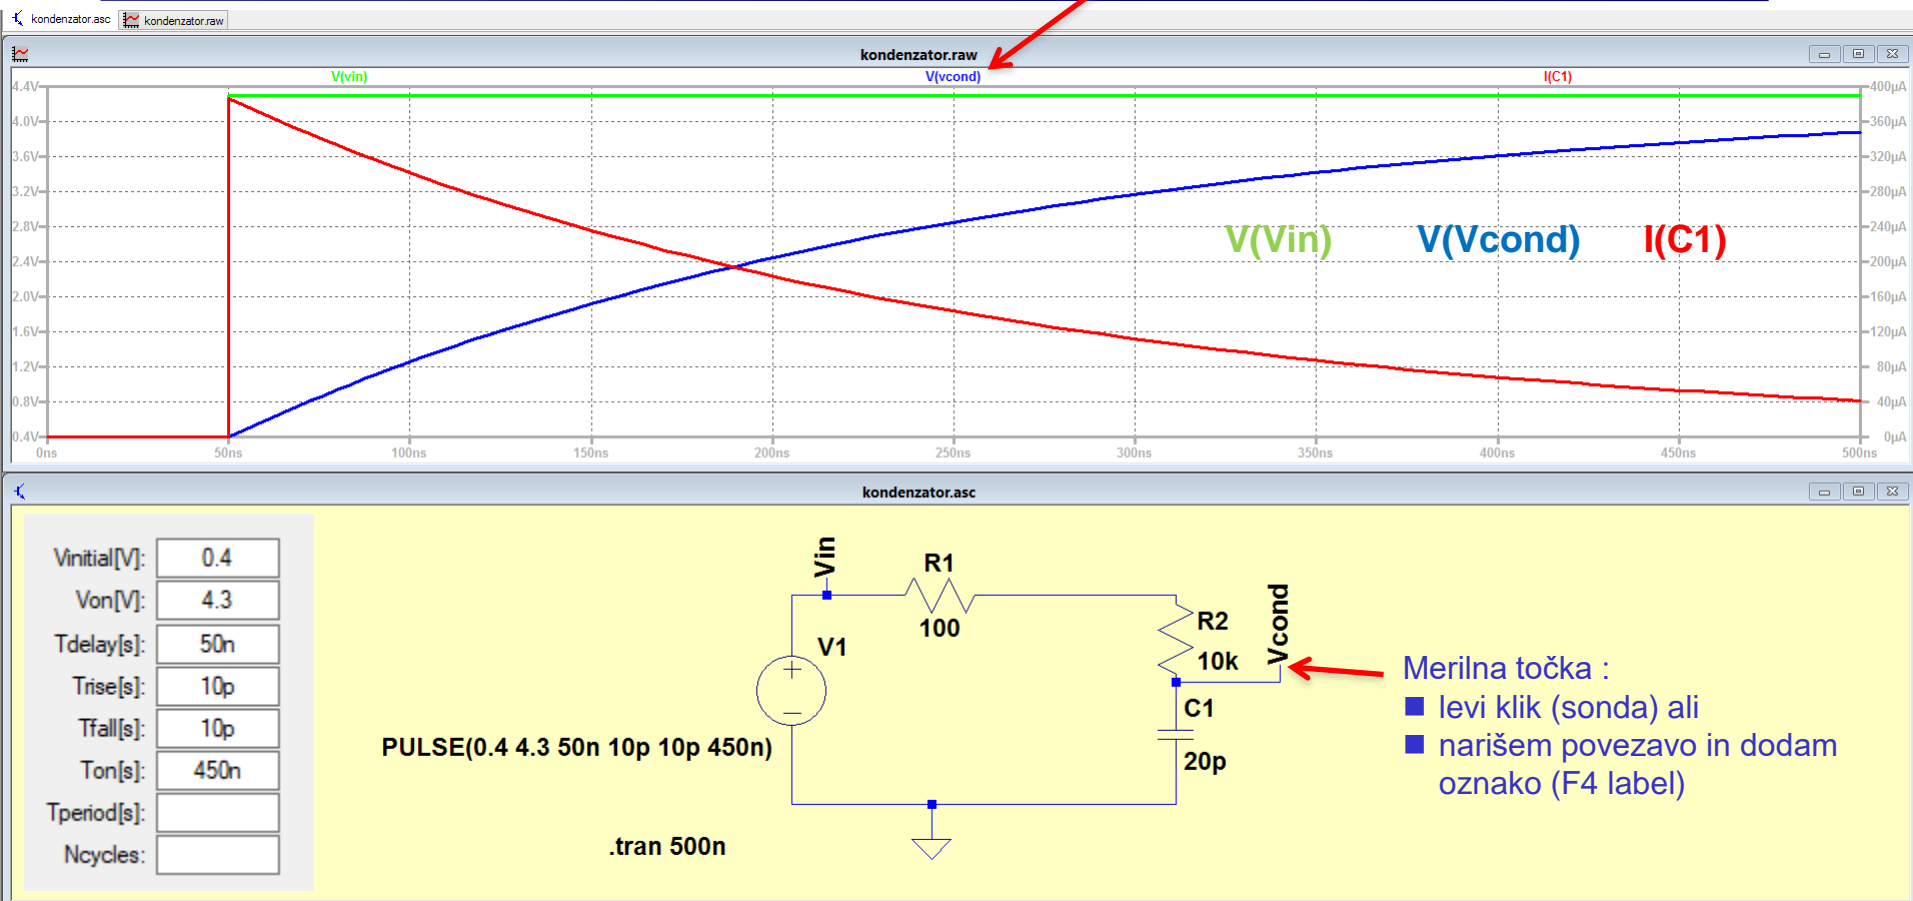 kondenzator.asc kondenzator.raw
kondenzator.raw
V(vin) V(vcond) I(C1)
4.4V 400µA
4.0V 360µA
3.6V 320µA
3.2V 280µA
2.8V 240µA
V(Vin) V(Vcond) I(C1)
2.4V 200µA
2.0V 160µA
1.6V 120µA
1.2V 80µA
0.8V 40µA
0.4V 0µA
0ns 50ns 100ns 150ns 200ns 250ns 300ns 350ns 400ns 450ns 500ns
kondenzator.asc
Vinitial[V]: 0.4
Von[V]: 4.3
Tdelay[s]: 50n
Trise[s]: 10p
Tfall[s]: 10p
Ton[s]: 450n
Tperiod[s]:
Ncycles:
Vin
R1
100
V1
R2
10k
Vcond
C1
20p
PULSE(0.4 4.3 50n 10p 10p 450n)
.tran 500n
Merilna točka :
levi klik (sonda) ali
narišem povezavo in dodam
oznako (F4 label)